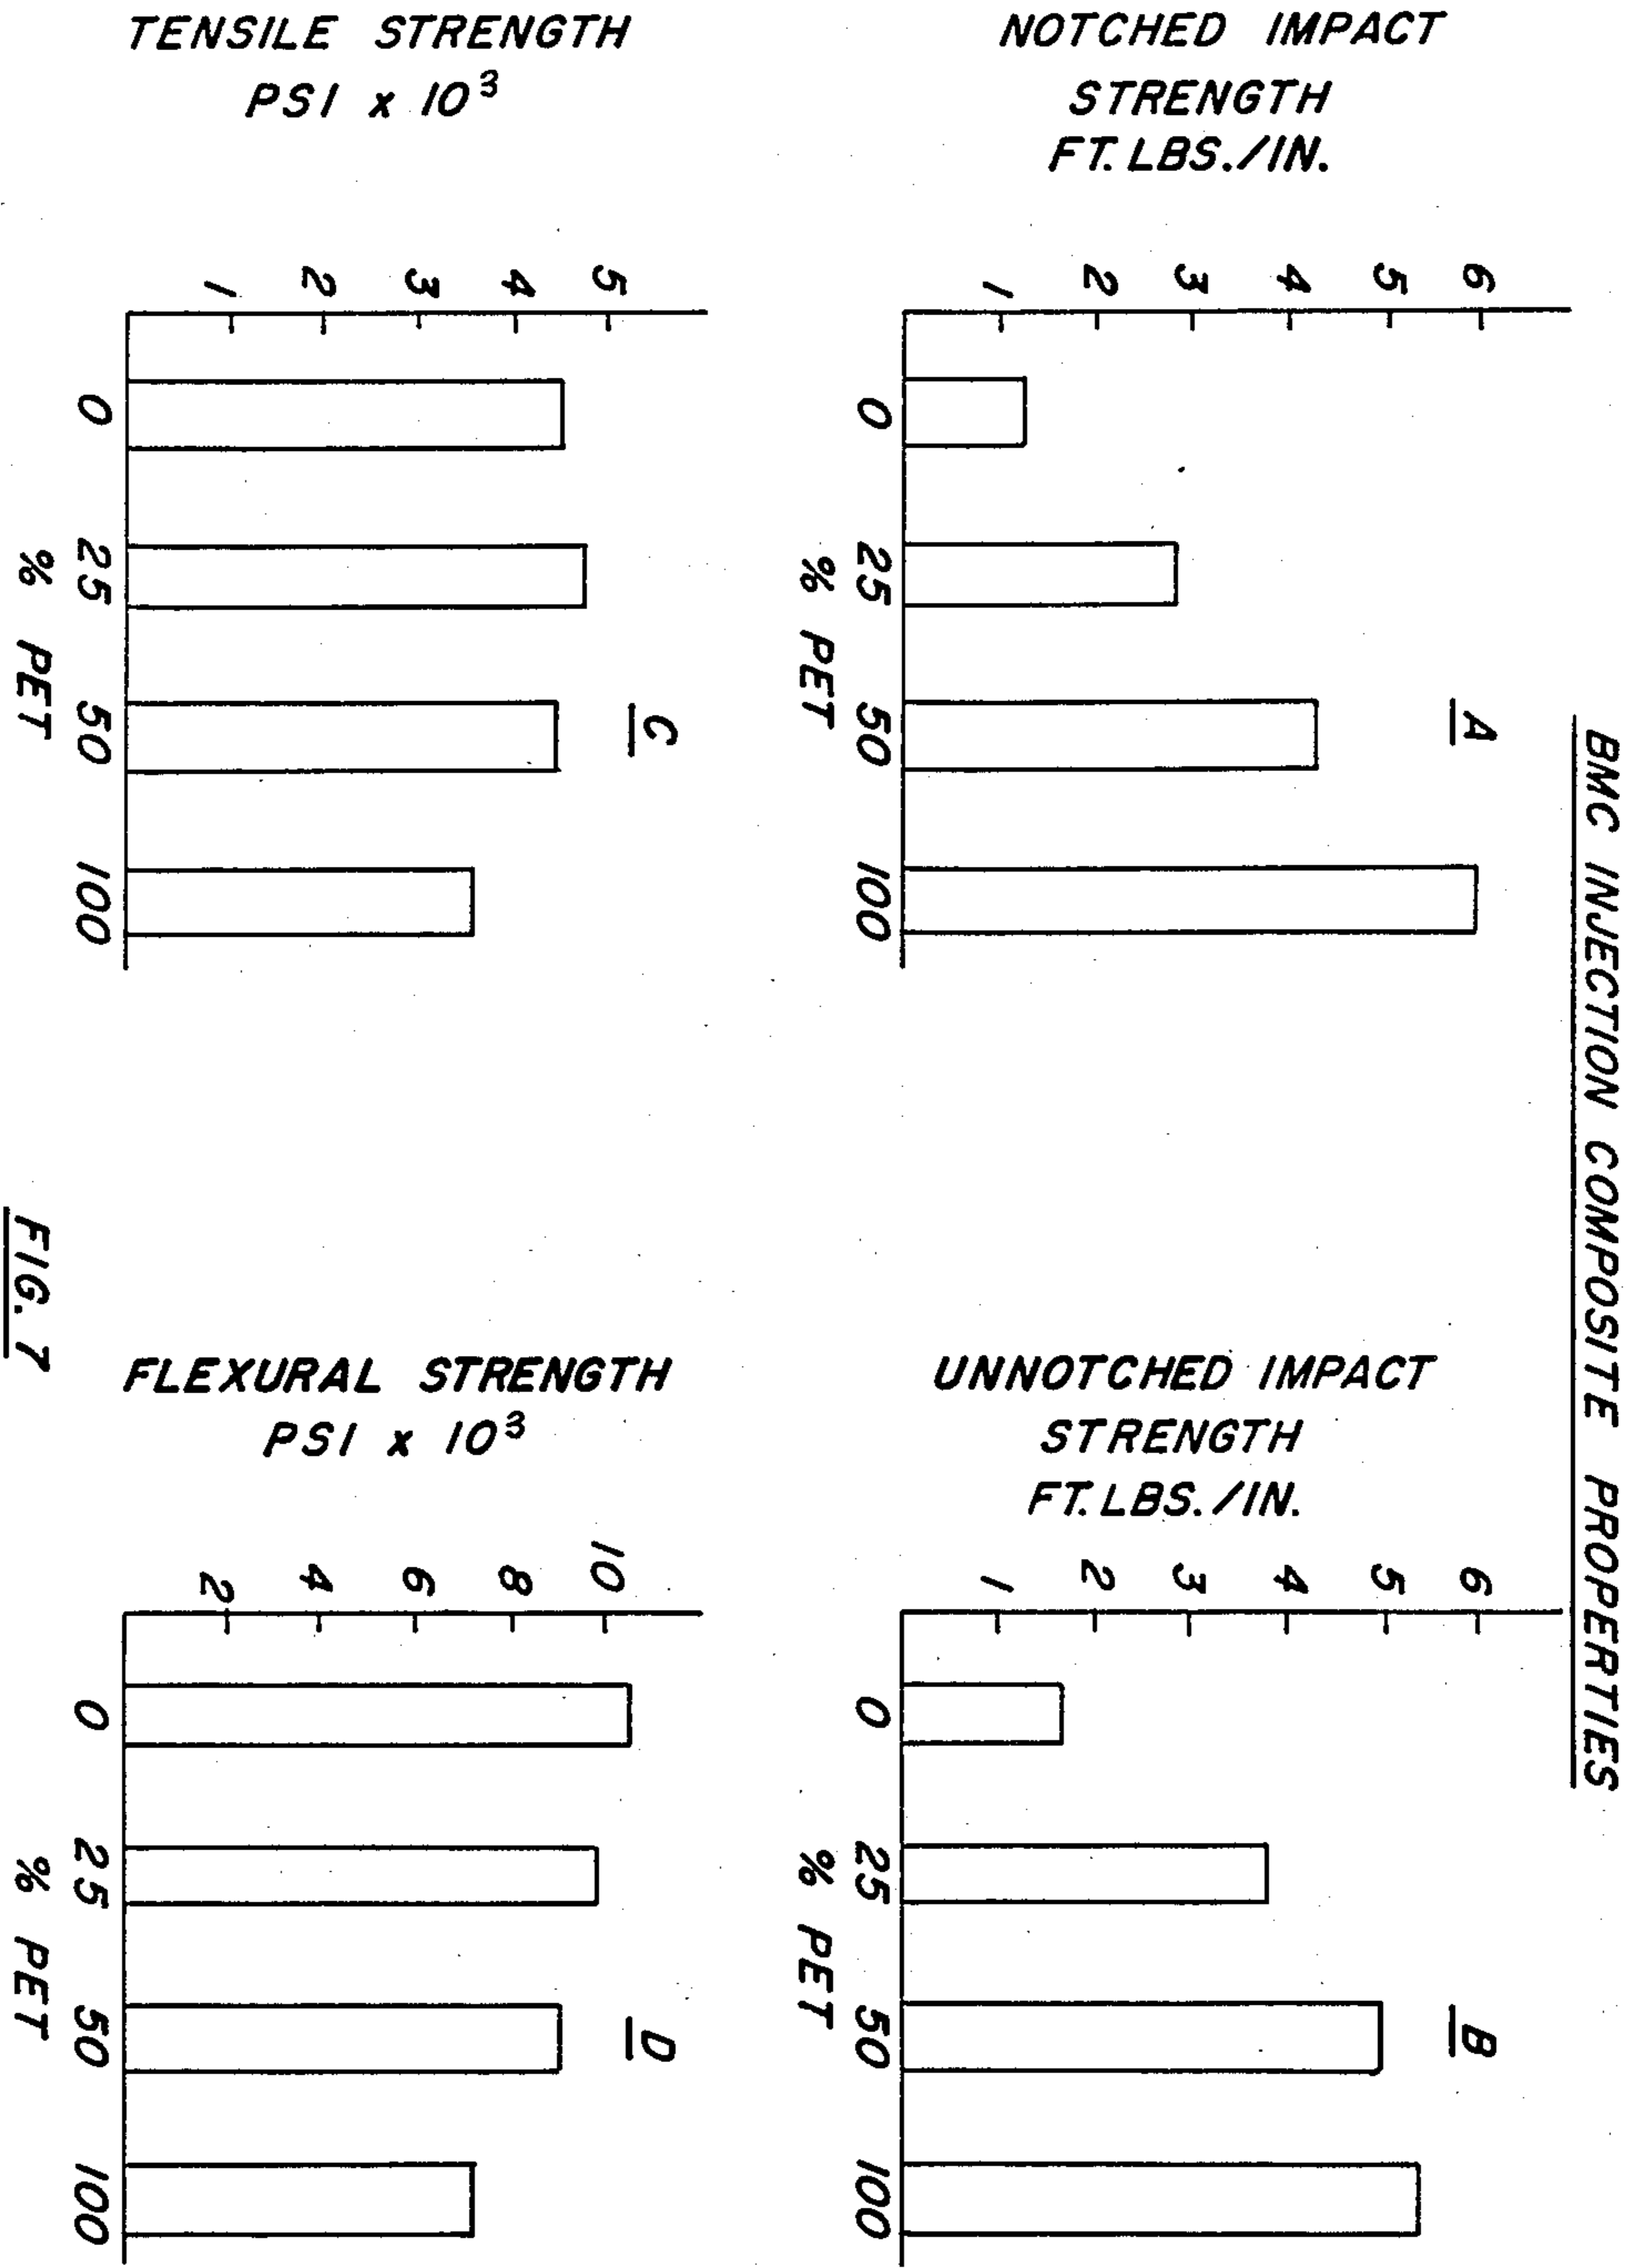 BMC INJECTION COMPOSITE PROPERTIES
A
NOTCHED IMPACT
STRENGTH
FT. LBS./IN.
6
5
4
3
2
1
0 25 50 100
% PET
B
UNNOTCHED IMPACT
STRENGTH
FT. LBS./IN.
6
5
4
3
2
1
0 25 50 100
% PET
C
TENSILE STRENGTH
PSI x 10³
5
4
3
2
1
0 25 50 100
% PET
D
FLEXURAL STRENGTH
PSI x 10³
10
8
6
4
2
0 25 50 100
% PET
FIG. 7